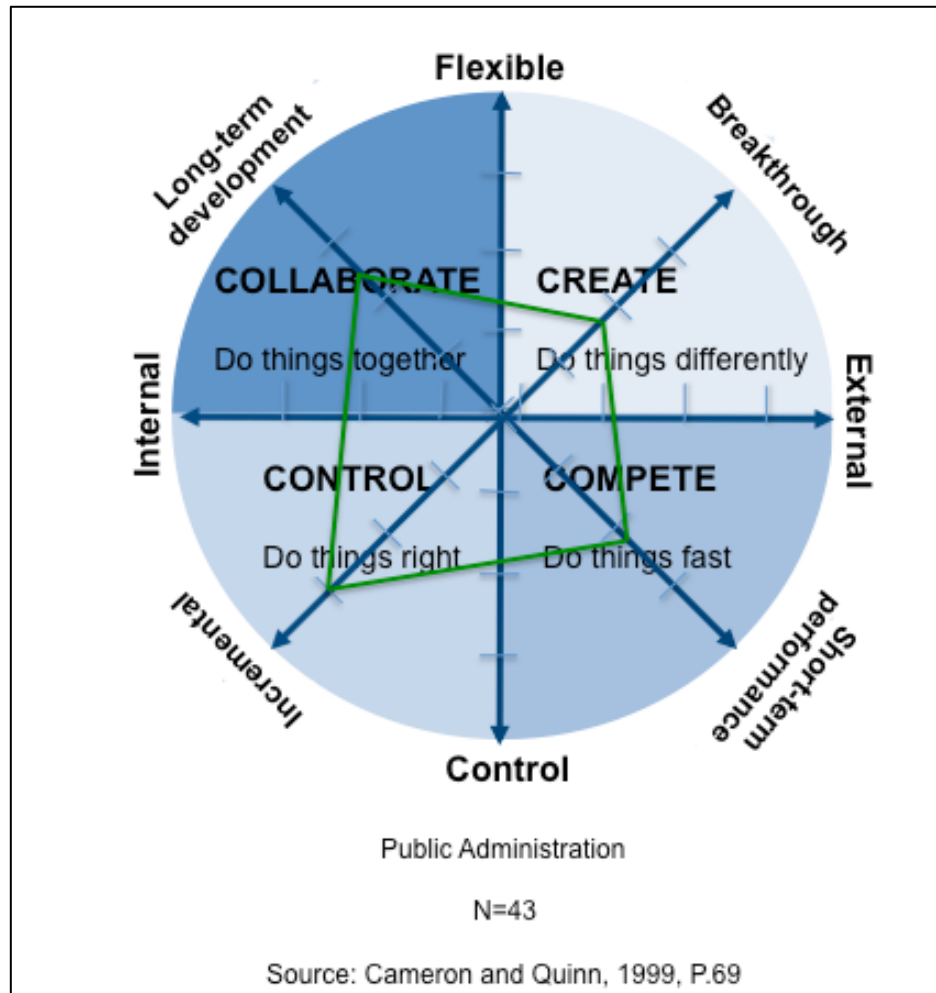 Flexible
Long-term
development
Breakthrough
COLLABORATE
CREATE
Do things together
Do things differently
Internal
External
CONTROL
COMPETE
Do things right
Do things fast
Incremental
Short-term
performance
Control
Public Administration
N=43
Source: Cameron and Quinn, 1999, P.69